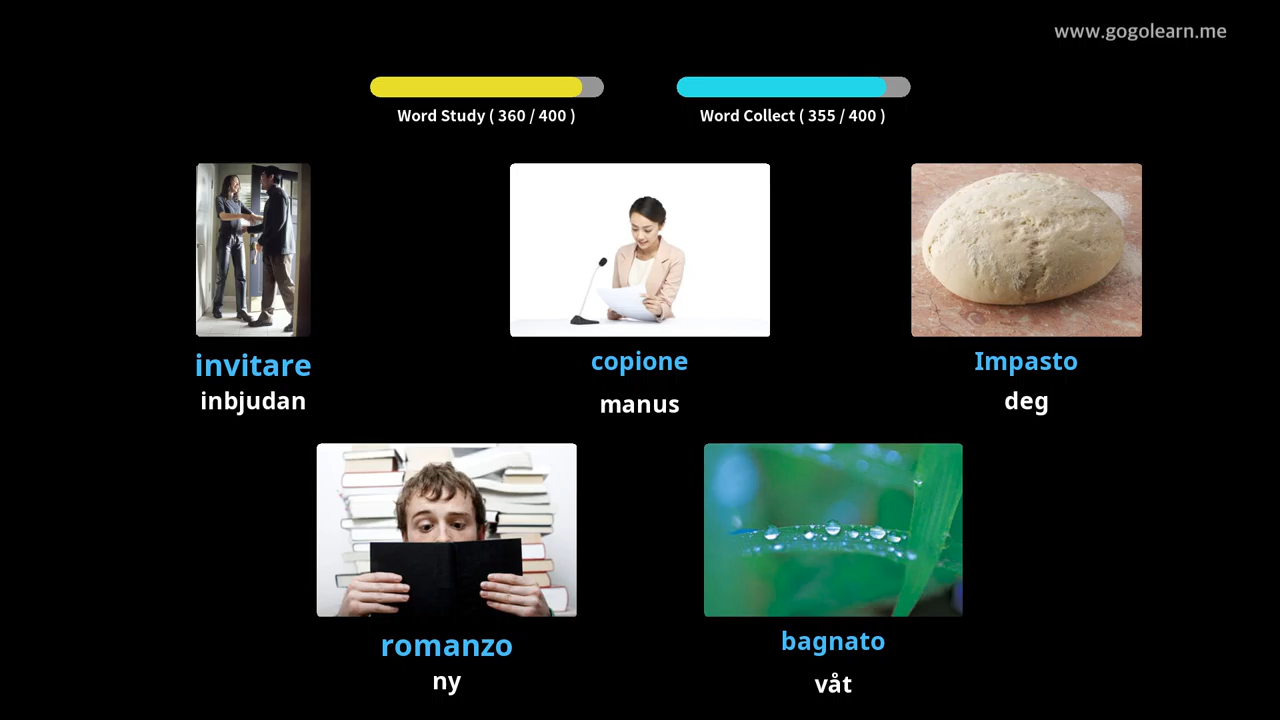 www.gogolearn.me
Word Study ( 360 / 400 )
Word Collect ( 355 / 400 )
invitare
inbjudan
copione
manus
Impasto
deg
romanzo
ny
bagnato
våt